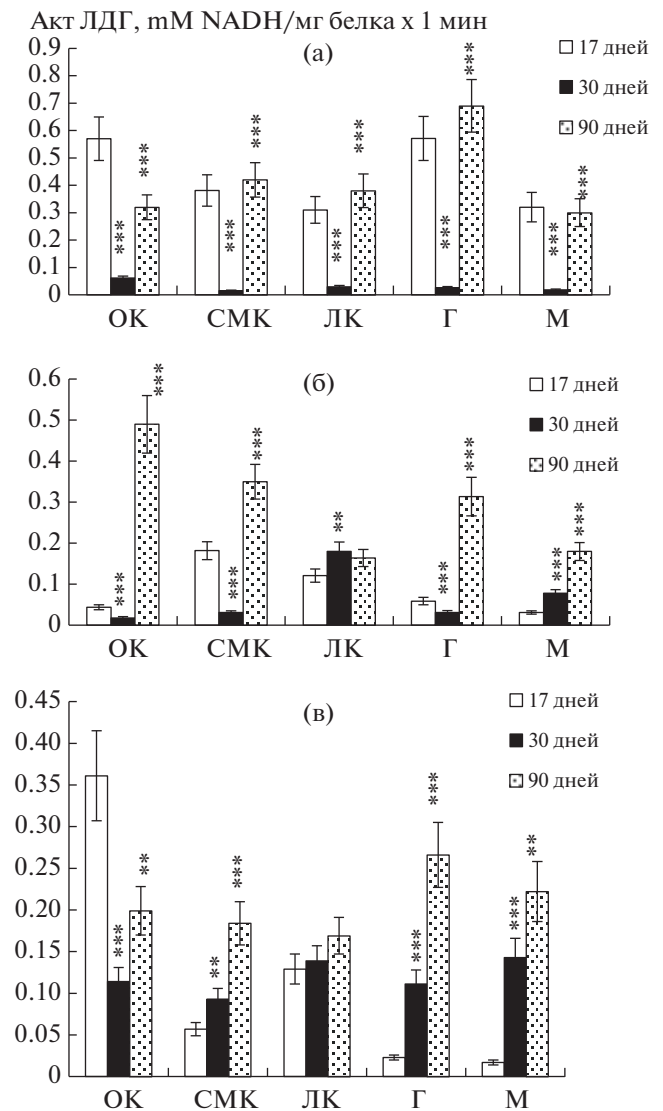 Акт ЛДГ, mM NADH/мг белка х 1 мин
(а)
17 дней
30 дней
90 дней
0.9
0.8
0.7
0.6
0.5
0.4
0.3
0.2
0.1
0
*** *** *** *** *** *** *** *** *** ***
ОК СМК ЛК Г М
(б)
17 дней
30 дней
90 дней
0.6
0.5
0.4
0.3
0.2
0.1
0
*** *** *** *** ** *** *** *** ***
ОК СМК ЛК Г М
(в)
17 дней
30 дней
90 дней
0.45
0.40
0.35
0.30
0.25
0.20
0.15
0.10
0.05
0
*** ** ** *** *** *** *** **
ОК СМК ЛК Г М